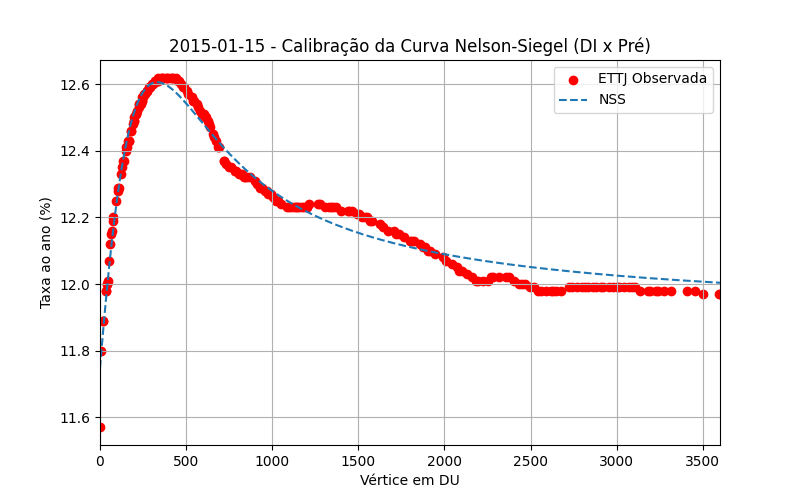 2015-01-15 - Calibração da Curva Nelson-Siegel (DI x Pré)
ETTJ Observada
NSS
Taxa ao ano (%)
12.6
12.4
12.2
12.0
11.8
11.6
0 500 1000 1500 2000 2500 3000 3500
Vértice em DU